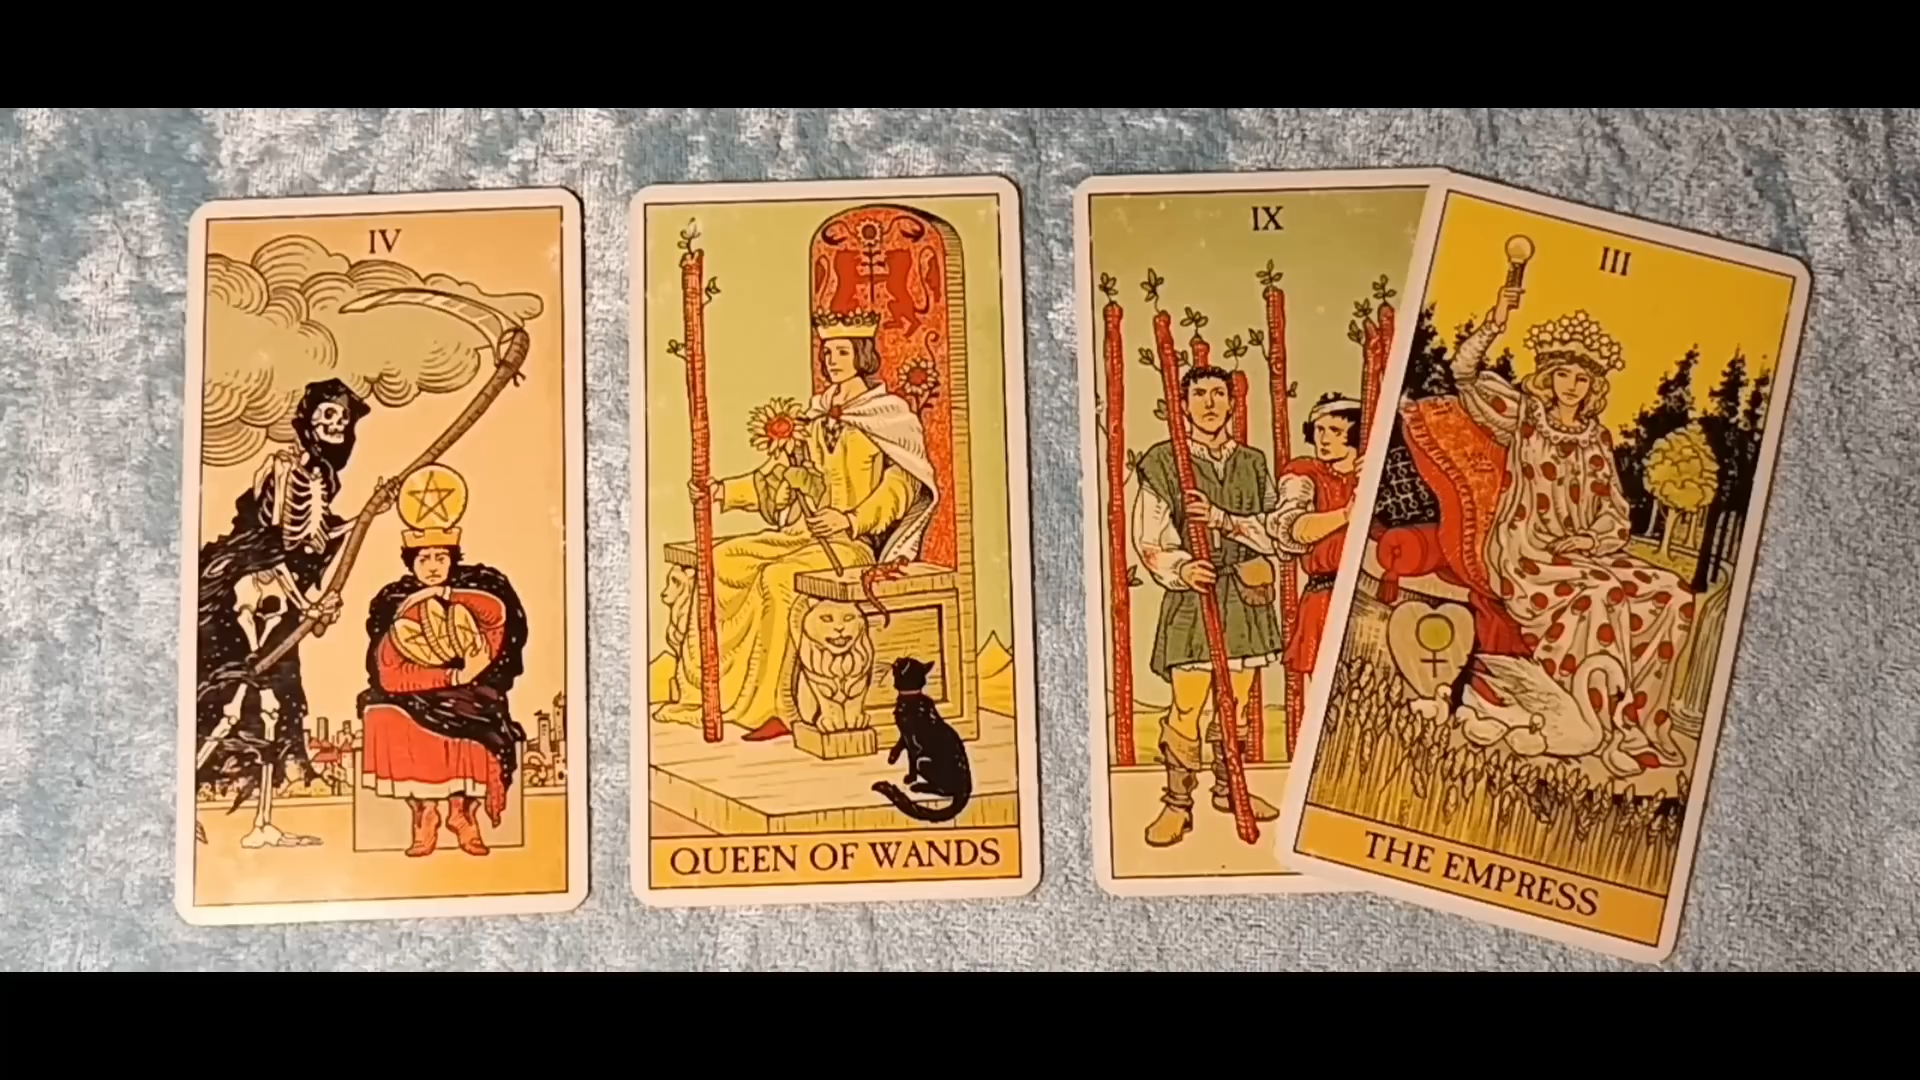 IV
QUEEN OF WANDS
IX
III
THE EMPRESS